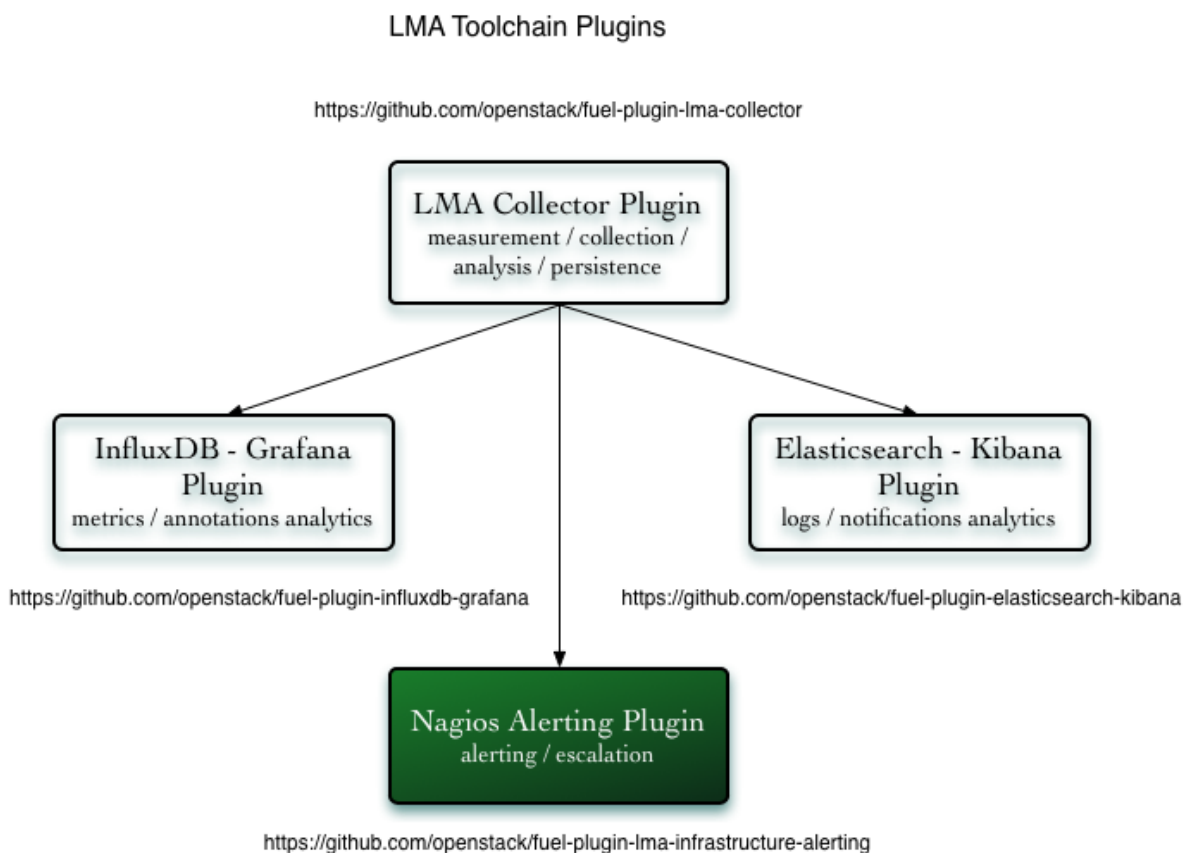 LMA Toolchain Plugins
https://github.com/openstack/fuel-plugin-lma-collector
LMA Collector Plugin
measurement / collection /
analysis / persistence
InfluxDB - Grafana
Plugin
metrics / annotations analytics
https://github.com/openstack/fuel-plugin-influxdb-grafana
Elasticsearch - Kibana
Plugin
logs / notifications analytics
https://github.com/openstack/fuel-plugin-elasticsearch-kibana
Nagios Alerting Plugin
alerting / escalation
https://github.com/openstack/fuel-plugin-lma-infrastructure-alerting